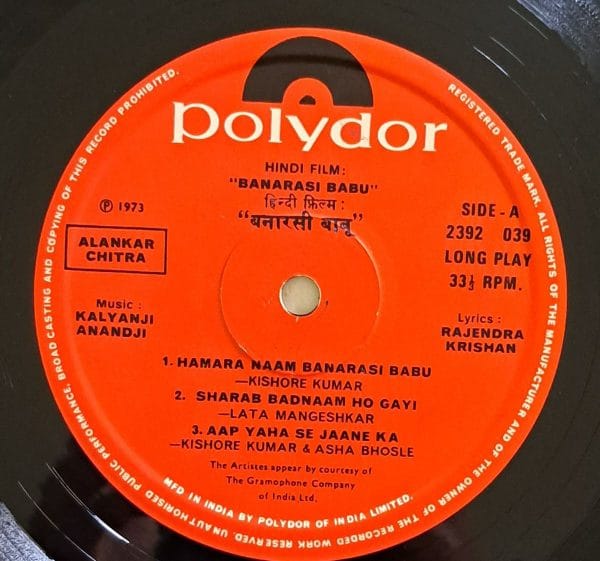 polydor
HINDI FILM:
"BANARASI BABU"
हिन्दी फ़िल्म :
"बनारसी बाबू"
℗ 1973
ALANKAR
CHITRA
SIDE - A
2392 039
LONG PLAY
33⅓ RPM.
Music :
KALYANJI
ANANDJI
Lyrics :
RAJENDRA
KRISHAN
1. HAMARA NAAM BANARASI BABU
—KISHORE KUMAR
2. SHARAB BADNAAM HO GAYI
—LATA MANGESHKAR
3. AAP YAHA SE JAANE KA
—KISHORE KUMAR & ASHA BHOSLE
The Artistes appear by courtesy of
The Gramophone Company
of India Ltd.
MFD IN INDIA BY POLYDOR OF INDIA LIMITED.
REGISTERED TRADE MARK. ALL RIGHTS OF THE MANUFACTURER AND OF THE OWNER OF THE RECORDED WORK RESERVED. UNAUTHORISED PUBLIC PERFORMANCE, BROADCASTING AND COPYING OF THIS RECORD PROHIBITED.